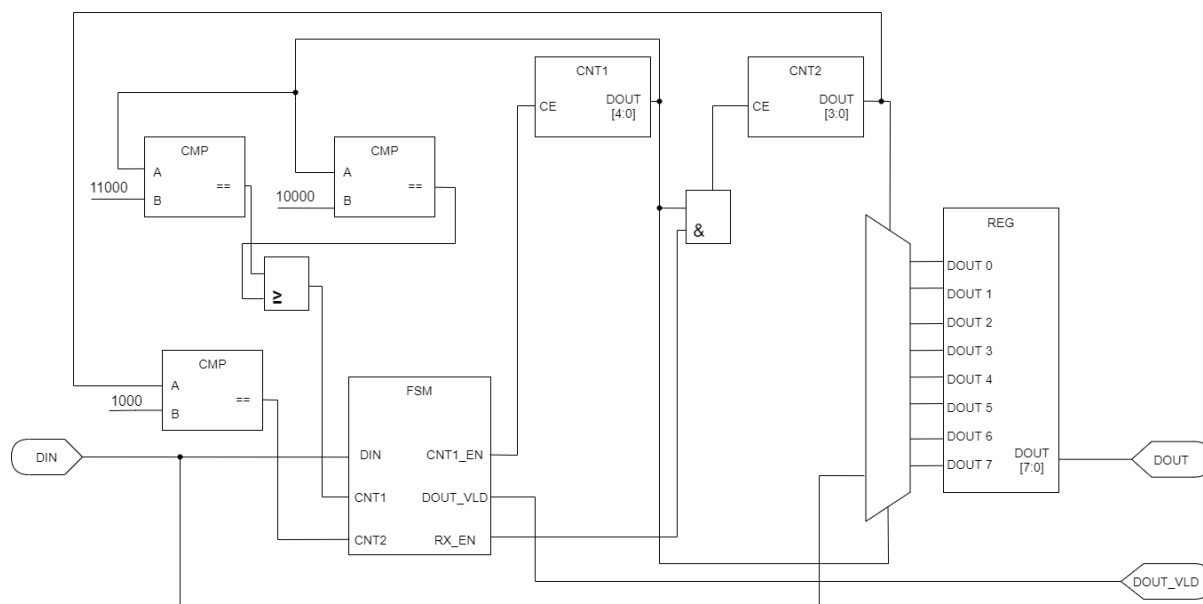 CNT1
CE
DOUT
[4:0]
CNT2
CE
DOUT
[3:0]
CMP
A
B
==
11000
CMP
A
B
==
10000
&
≥
REG
DOUT 0
DOUT 1
DOUT 2
DOUT 3
DOUT 4
DOUT 5
DOUT 6
DOUT 7
DOUT
[7:0]
CMP
A
B
==
1000
FSM
DIN
CNT1
CNT2
CNT1_EN
DOUT_VLD
RX_EN
DIN
DOUT
DOUT_VLD